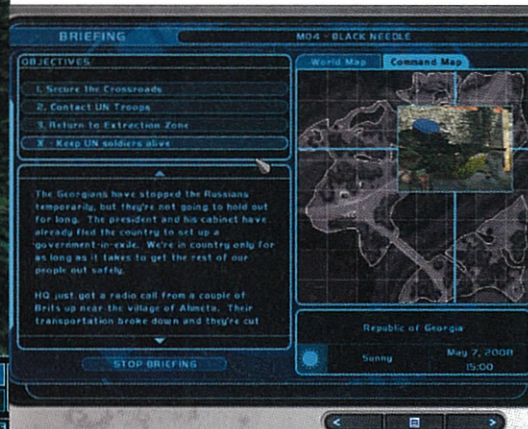 BRIEFING
M04 - BLACK NEEDLE
OBJECTIVES
1. Secure the Crossroads
2. Contact UN Troops
3. Return to Extraction Zone
X - Keep UN soldiers alive
The Georgians have stopped the Russians
temporarily, but they're not going to hold out
for long. The president and his cabinet have
already fled the country to set up a
government-in-exile. We're in country only for
as long as it takes to get the rest of our
people out safely.
HQ just got a radio call from a couple of
Brits up near the village of Ahmeta. Their
transportation broke down and they're cut
STOP BRIEFING
World Map
Command Map
Republic of Georgia
Sunny
May 7, 2008
15:00